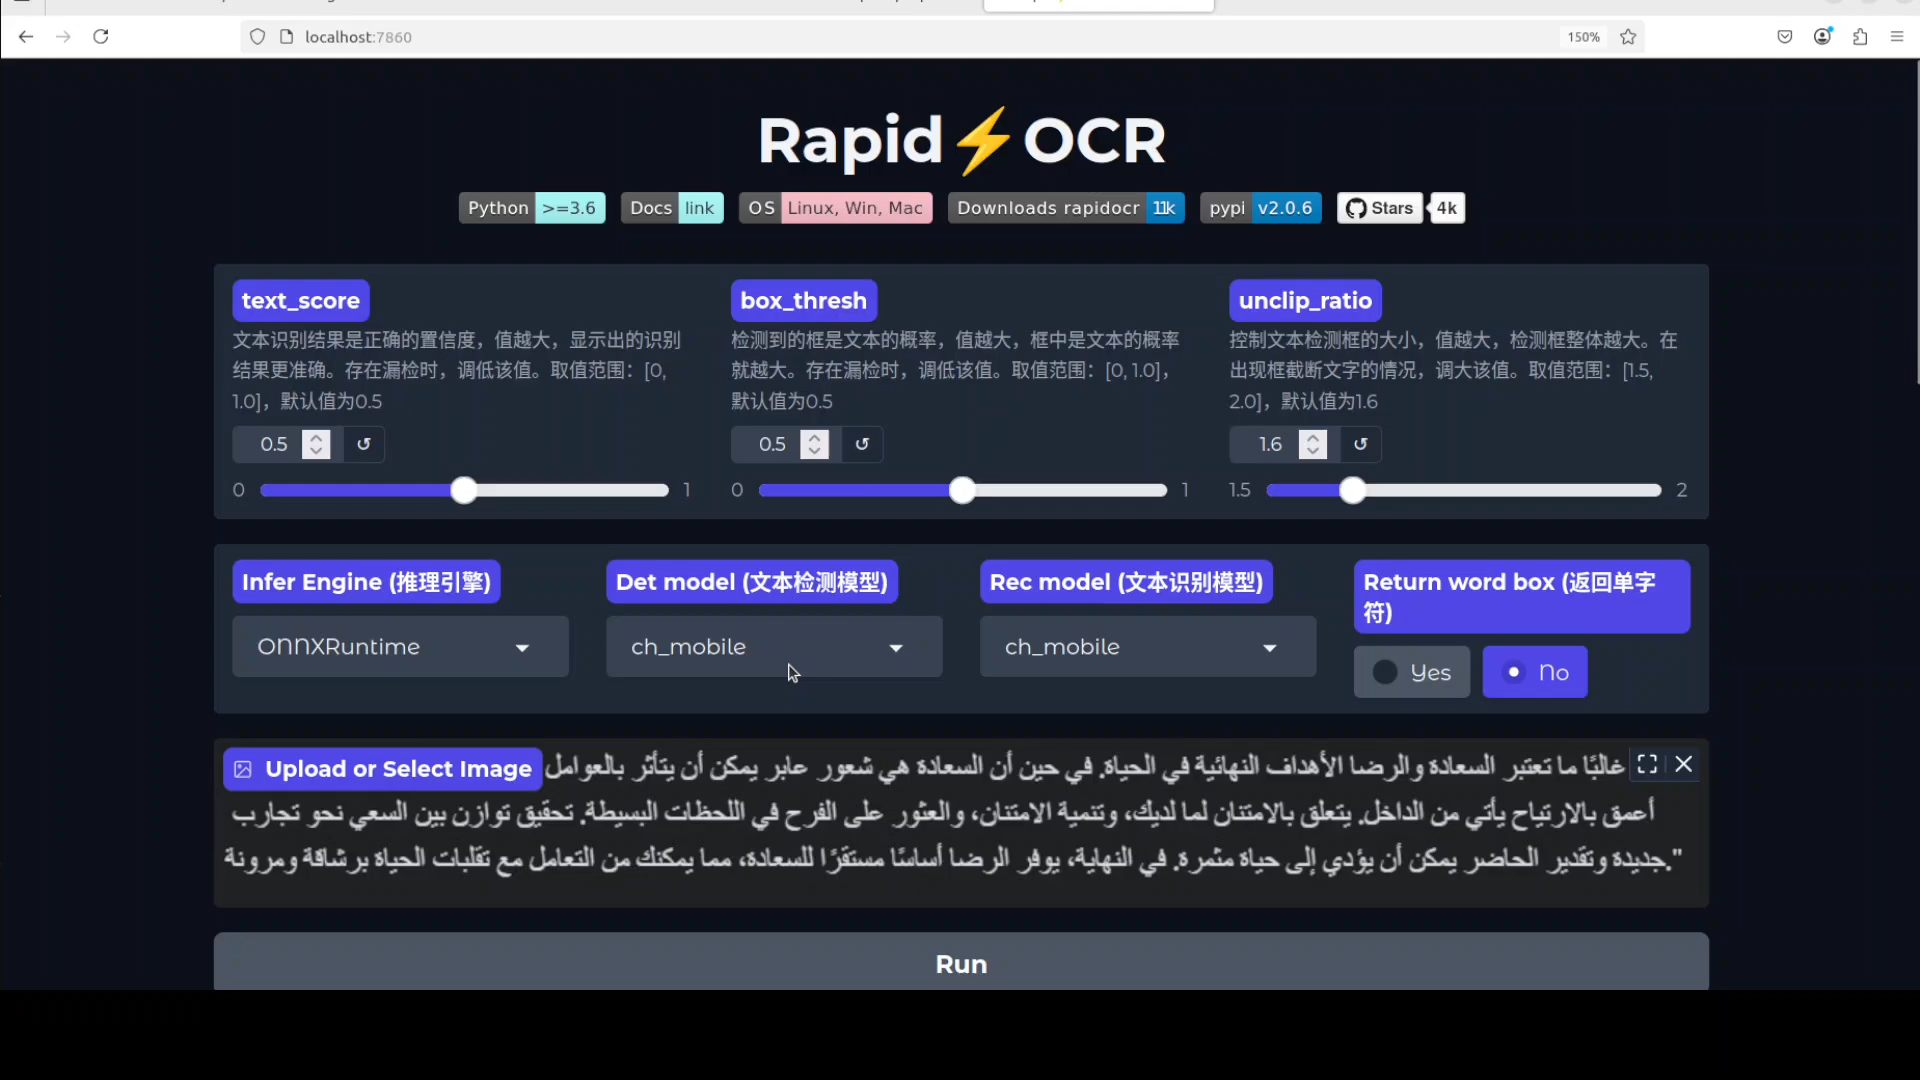 localhost:7860
150%
Rapid⚡OCR
Python >=3.6
Docs link
OS Linux, Win, Mac
Downloads rapidocr 11k
pypi v2.0.6
Stars 4k
text_score
文本识别结果是正确的置信度，值越大，显示出的识别
结果更准确。存在漏检时，调低该值。取值范围：[0,
1.0]，默认值为0.5
0.5
0 1
box_thresh
检测到的框是文本的概率，值越大，框中是文本的概率
就越大。存在漏检时，调低该值。取值范围：[0, 1.0]，
默认值为0.5
0.5
0 1
unclip_ratio
控制文本检测框的大小，值越大，检测框整体越大。在
出现框截断文字的情况，调大该值。取值范围：[1.5,
2.0]，默认值为1.6
1.6
1.5 2
Infer Engine (推理引擎)
ONNXRuntime
Det model (文本检测模型)
ch_mobile
Rec model (文本识别模型)
ch_mobile
Return word box (返回单字
符)
Yes No
Upload or Select Image
غالبًا ما تعتبر السعادة والرضا الأهداف النهائية في الحياة. في حين أن السعادة هي شعور عابر يمكن أن يتأثر بالعوامل
أعمق بالارتياح يأتي من الداخل. يتعلق بالامتنان لما لديك، وتنمية الامتنان، والعثور على الفرح في اللحظات البسيطة. تحقيق توازن بين السعي نحو تجارب
".جديدة وتقدير الحاضر يمكن أن يؤدي إلى حياة مثمرة. في النهاية، يوفر الرضا أساسًا مستقرًا للسعادة، مما يمكنك من التعامل مع تقلبات الحياة برشاقة ومرونة
Run